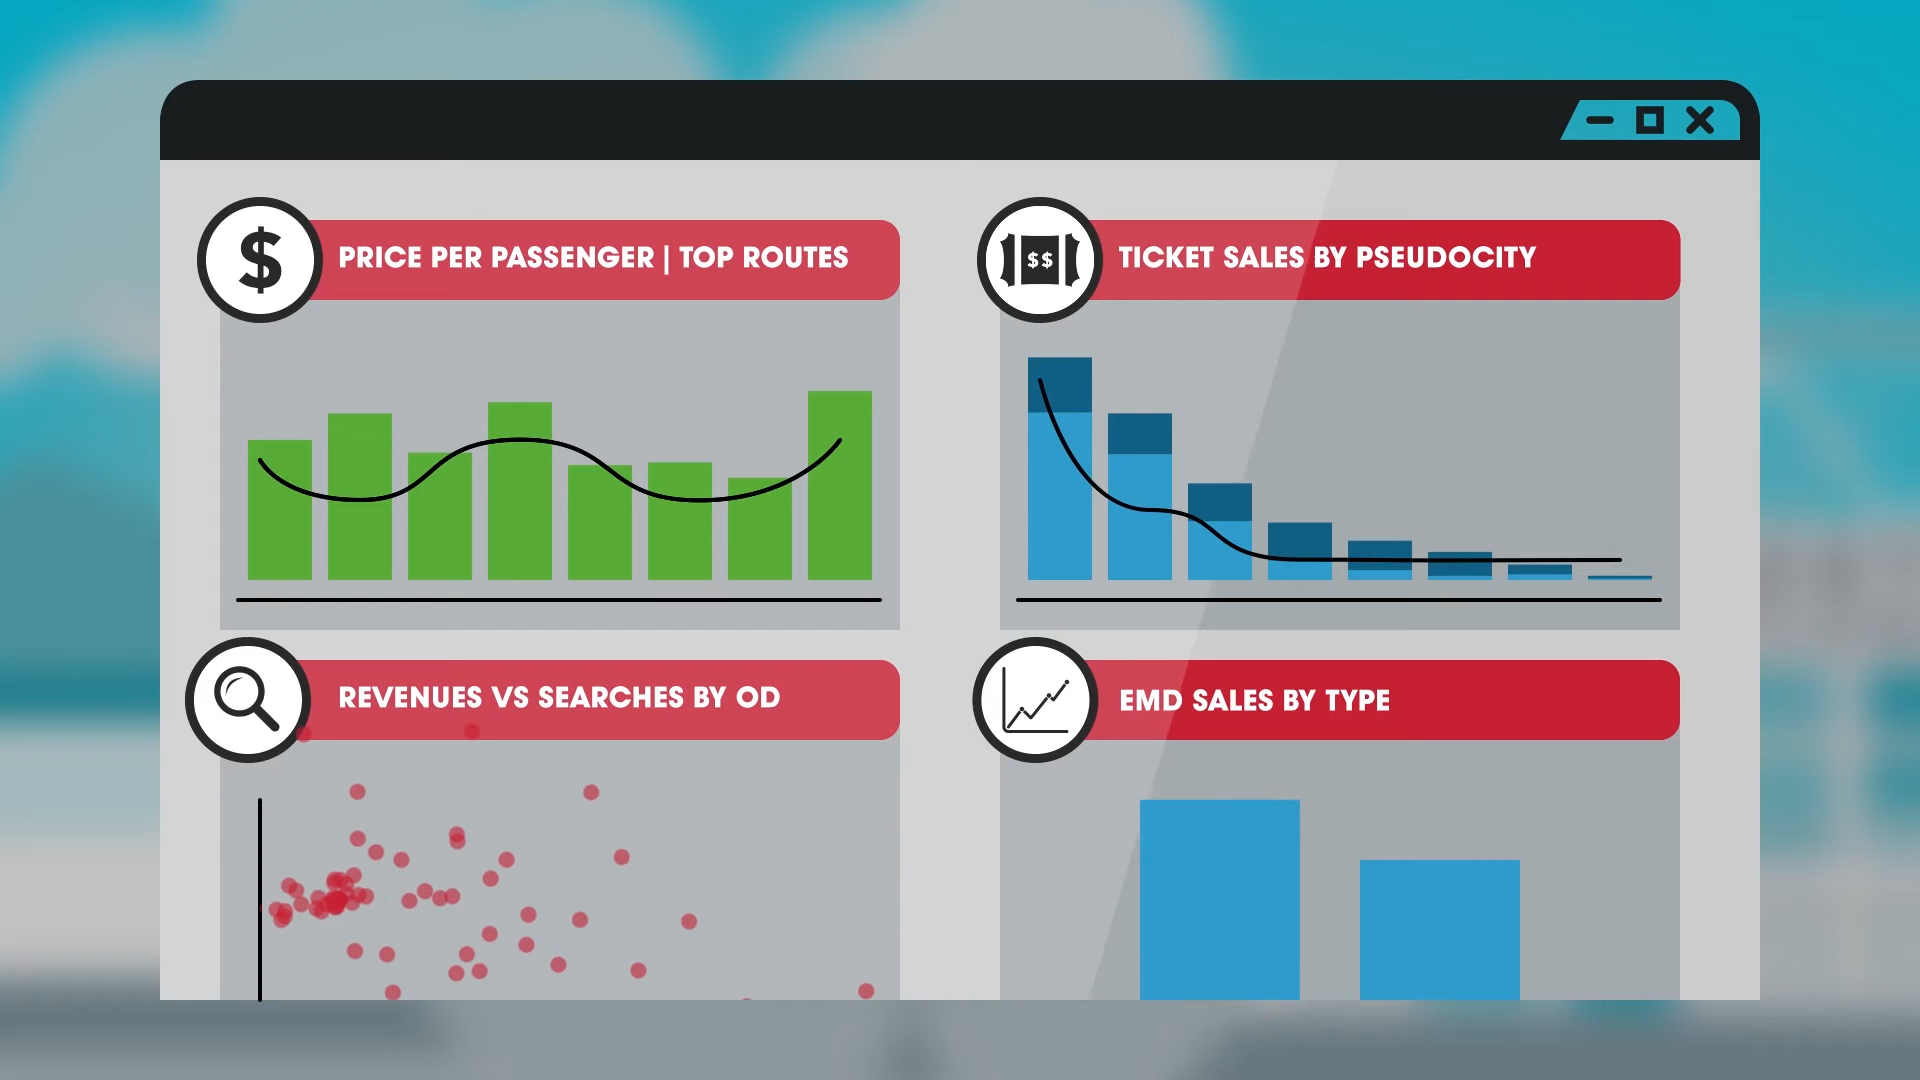 $
PRICE PER PASSENGER | TOP ROUTES
$$
TICKET SALES BY PSEUDOCITY
REVENUES VS SEARCHES BY OD
EMD SALES BY TYPE